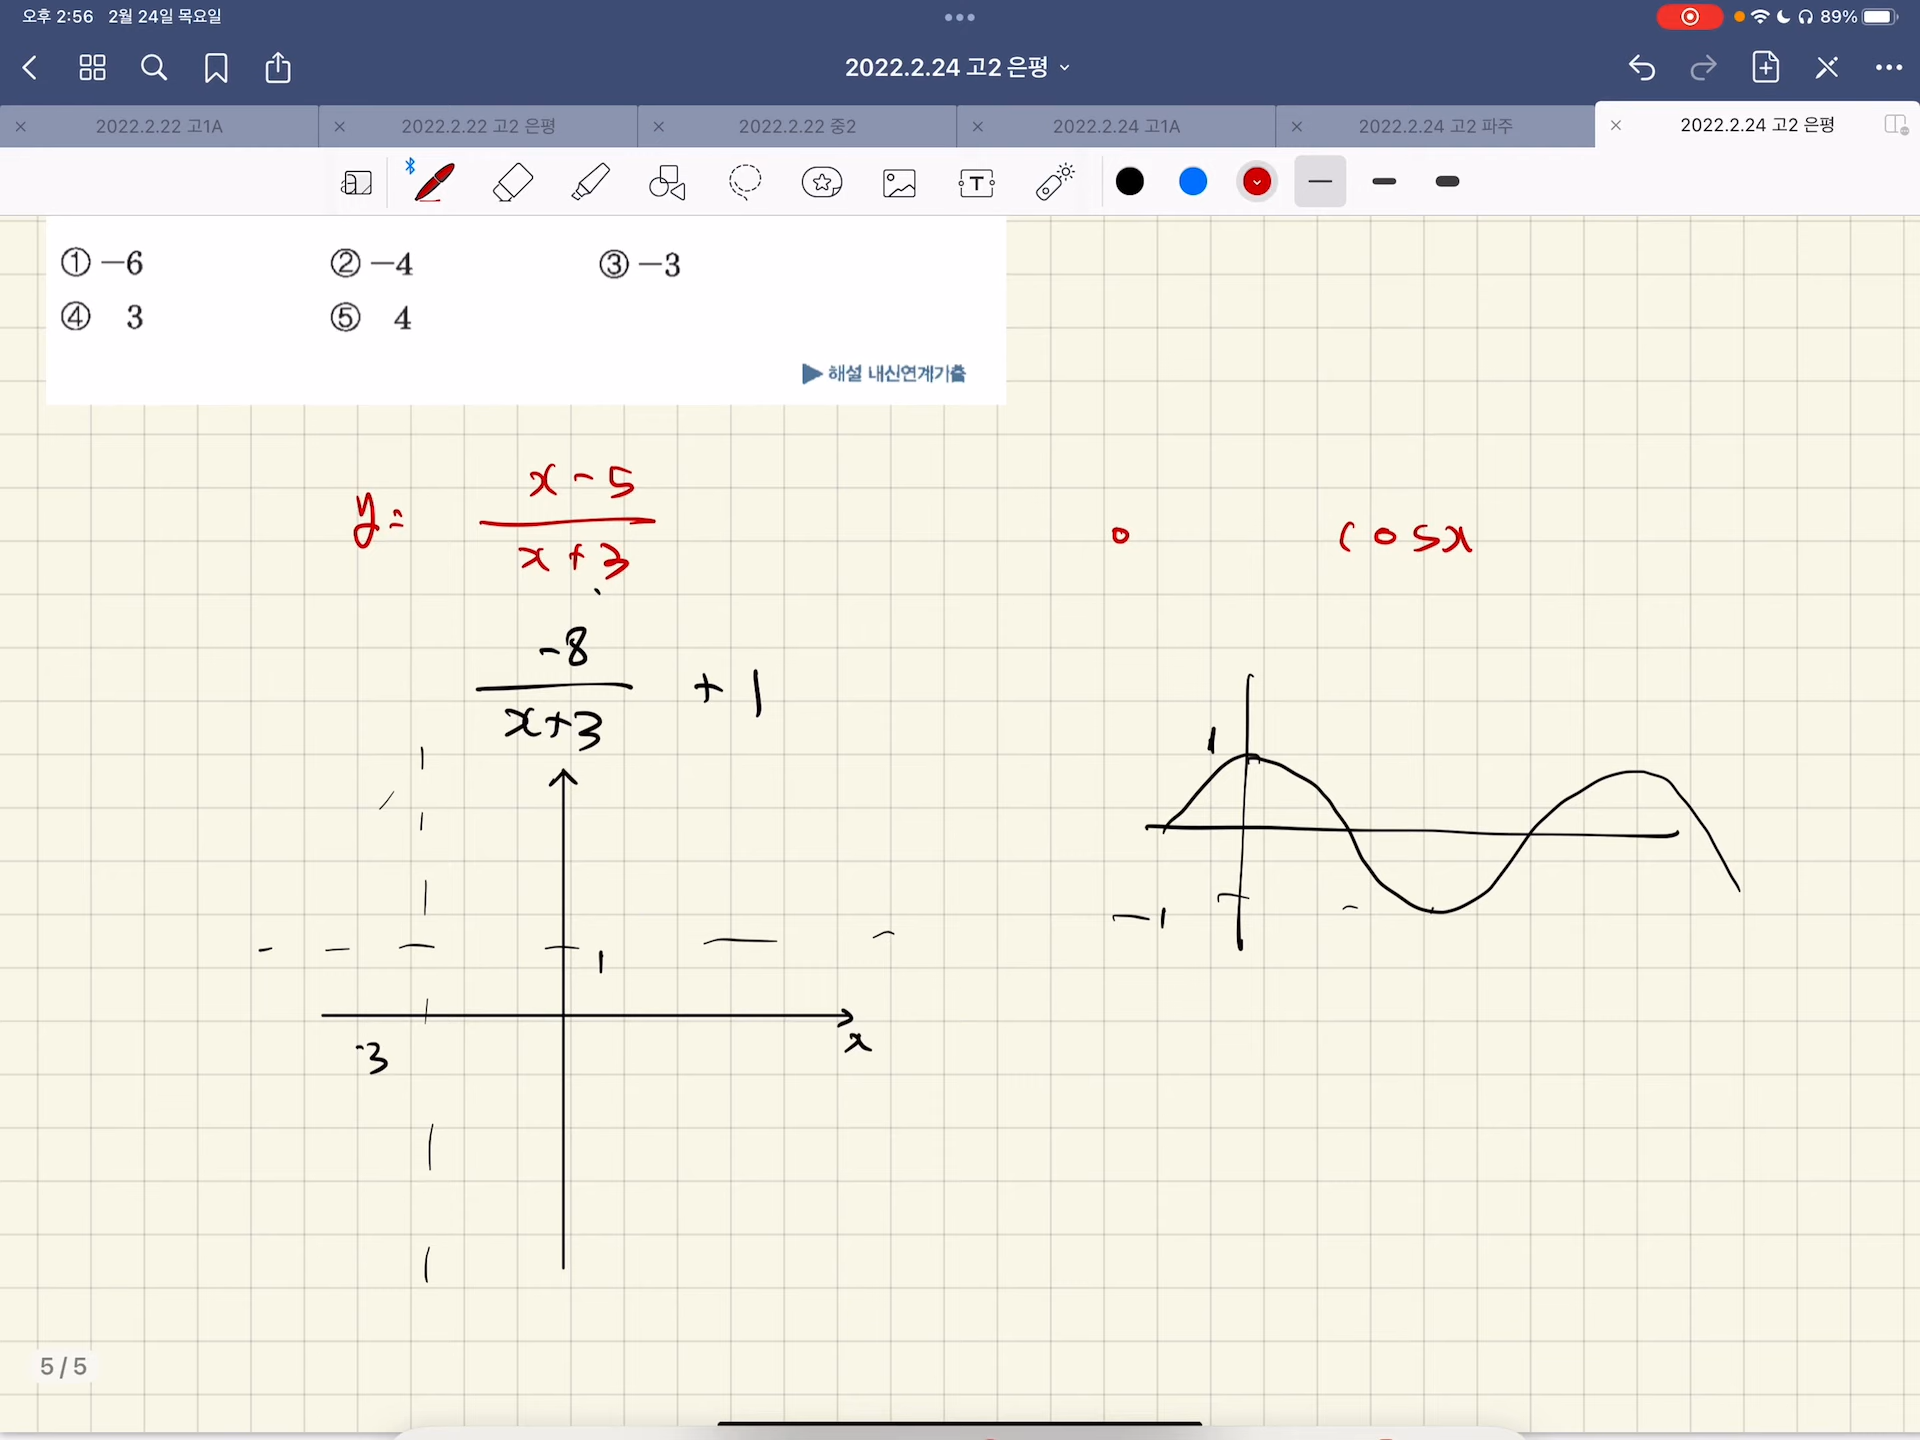 오후 2:56 2월 24일 목요일
89%
2022.2.24 고2 은평
2022.2.22 고1A
2022.2.22 고2 은평
2022.2.22 중2
2022.2.24 고1A
2022.2.24 고2 파주
2022.2.24 고2 은평
① -6 ② -4 ③ -3
④ 3 ⑤ 4
▶ 해설 내신연계기출
y= x-5
x+3
-8
x+3
+ 1
1
-3
x
cosx
1
-1
5 / 5